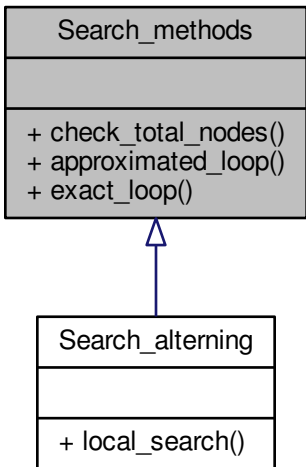 Search_methods
+ check_total_nodes()
+ approximated_loop()
+ exact_loop()
Search_alterning
+ local_search()